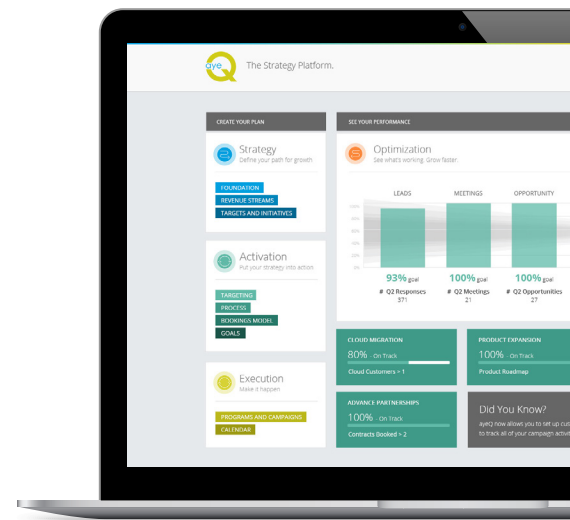 aye Q
The Strategy Platform.
CREATE YOUR PLAN
Strategy
Define your path for growth
FOUNDATION
REVENUE STREAMS
TARGETS AND INITIATIVES
Activation
Put your strategy into action
TARGETING
PROCESS
BOOKINGS MODEL
GOALS
Execution
Make it happen
PROGRAMS AND CAMPAIGNS
CALENDAR
SEE YOUR PERFORMANCE
Optimization
See what's working. Grow faster.
LEADS MEETINGS OPPORTUNITY
93% goal 100% goal 100% goal
# Q2 Responses # Q2 Meetings # Q2 Opportunities
371 21 27
CLOUD MIGRATION
80% - On Track
Cloud Customers > 1
PRODUCT EXPANSION
100% - On Track
Product Roadmap
ADVANCE PARTNERSHIPS
100% - On Track
Contracts Booked > 2
Did You Know?
ayeQ now allows you to set up
to track all of your campaign